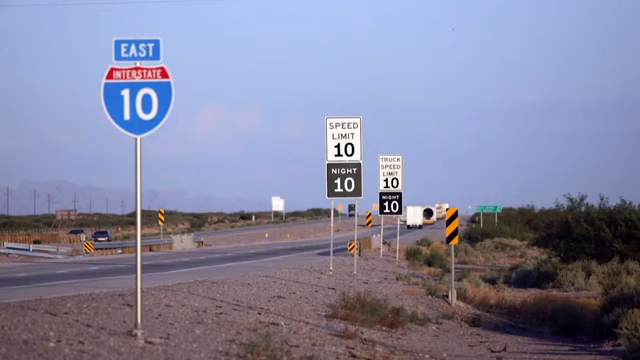 EAST
INTERSTATE
10
SPEED
LIMIT
10
NIGHT
10
TRUCK
SPEED
LIMIT
10
NIGHT
10